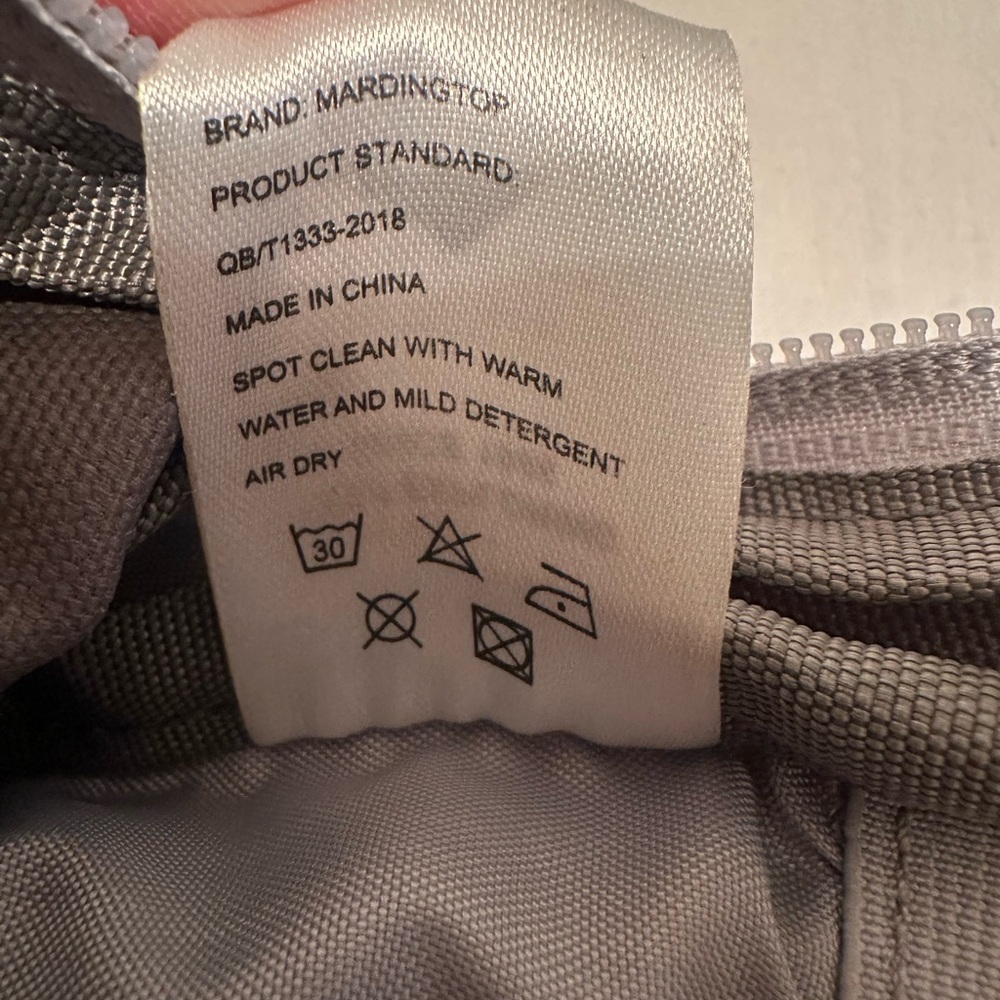 BRAND: MARDINGTOP
PRODUCT STANDARD:
QB/T1333-2018
MADE IN CHINA
SPOT CLEAN WITH WARM
WATER AND MILD DETERGENT
AIR DRY
30